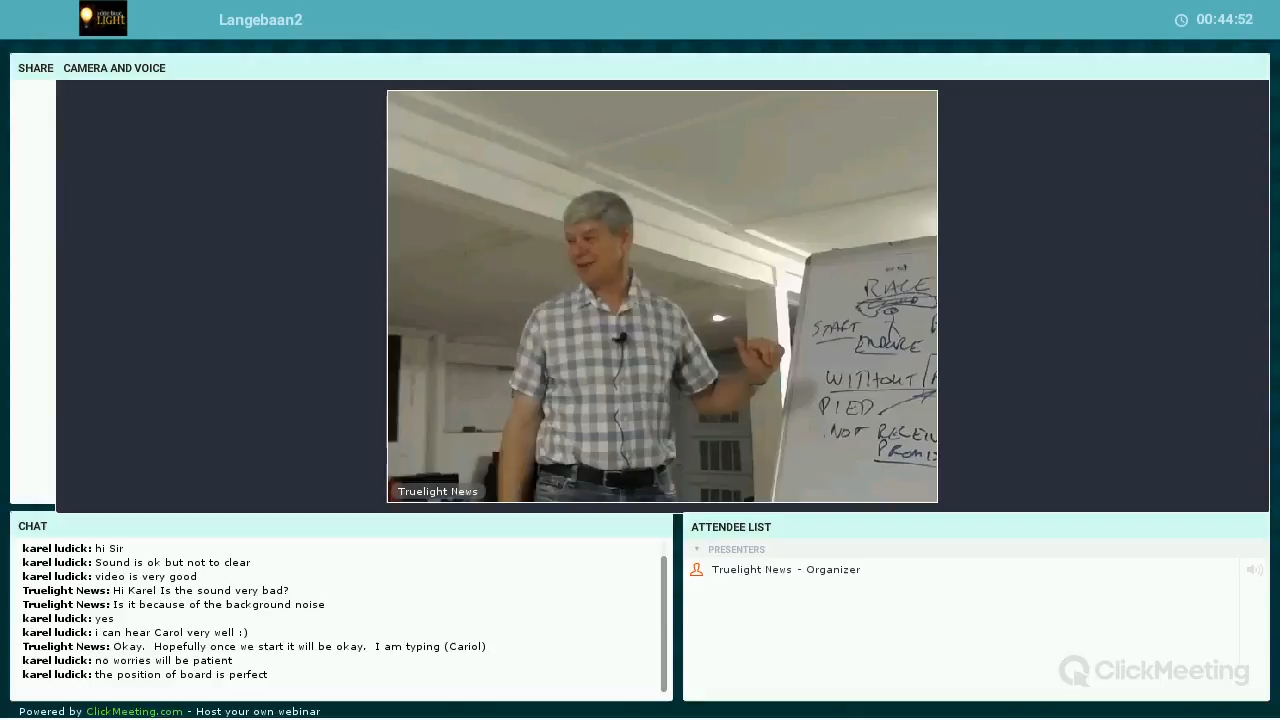 LIGHT
Langebaan2
00:44:52
SHARE CAMERA AND VOICE
RACE
START
ENDURE
WITHOUT
PIED
NOT RECEIV
PROMI
Truelight News
CHAT
karel ludick: hi Sir
karel ludick: Sound is ok but not to clear
karel ludick: video is very good
Truelight News: Hi Karel Is the sound very bad?
Truelight News: Is it because of the background noise
karel ludick: yes
karel ludick: i can hear Carol very well :)
Truelight News: Okay. Hopefully once we start it will be okay. I am typing (Cariol)
karel ludick: no worries will be patient
karel ludick: the position of board is perfect
ATTENDEE LIST
PRESENTERS
Truelight News - Organizer
ClickMeeting
Powered by ClickMeeting.com - Host your own webinar